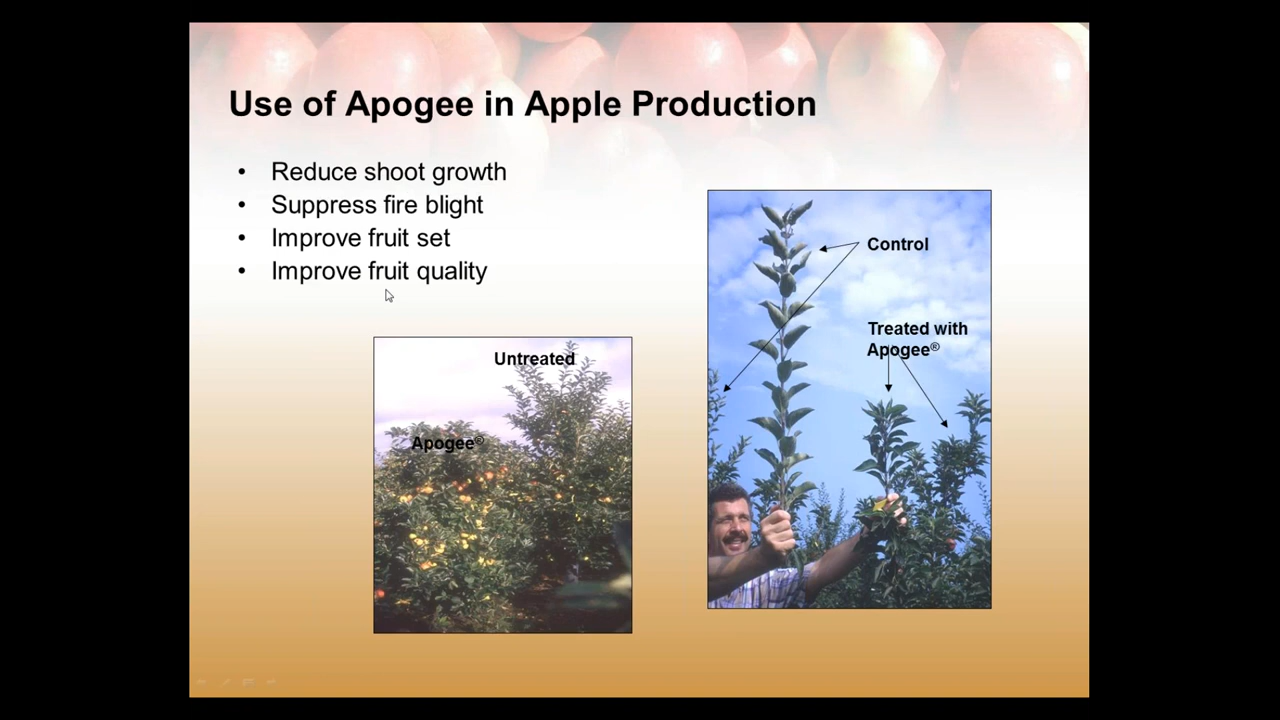 Use of Apogee in Apple Production
• Reduce shoot growth
• Suppress fire blight
• Improve fruit set
• Improve fruit quality
Untreated
Apogee®
Control
Treated with
Apogee®